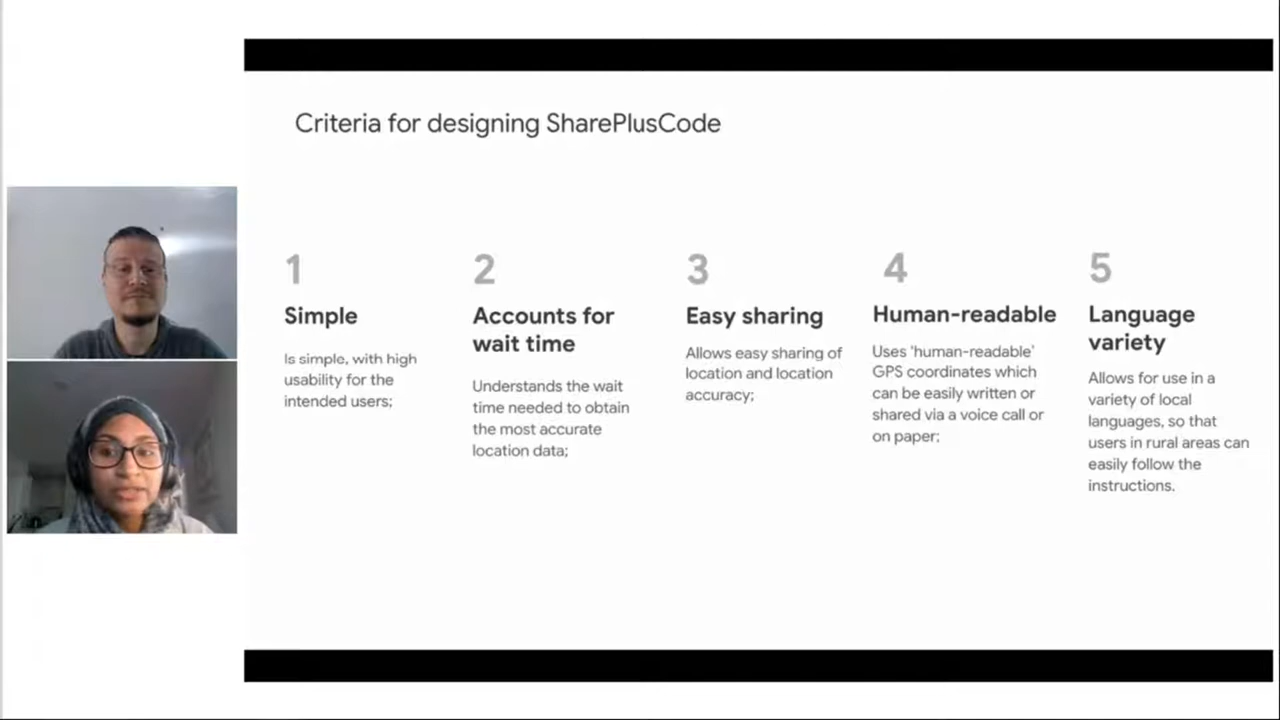 Criteria for designing SharePlusCode
1
Simple
Is simple, with high
usability for the
intended users;
2
Accounts for
wait time
Understands the wait
time needed to obtain
the most accurate
location data;
3
Easy sharing
Allows easy sharing of
location and location
accuracy;
4
Human-readable
Uses 'human-readable'
GPS coordinates which
can be easily written or
shared via a voice call or
on paper;
5
Language
variety
Allows for use in a
variety of local
languages, so that
users in rural areas can
easily follow the
instructions.